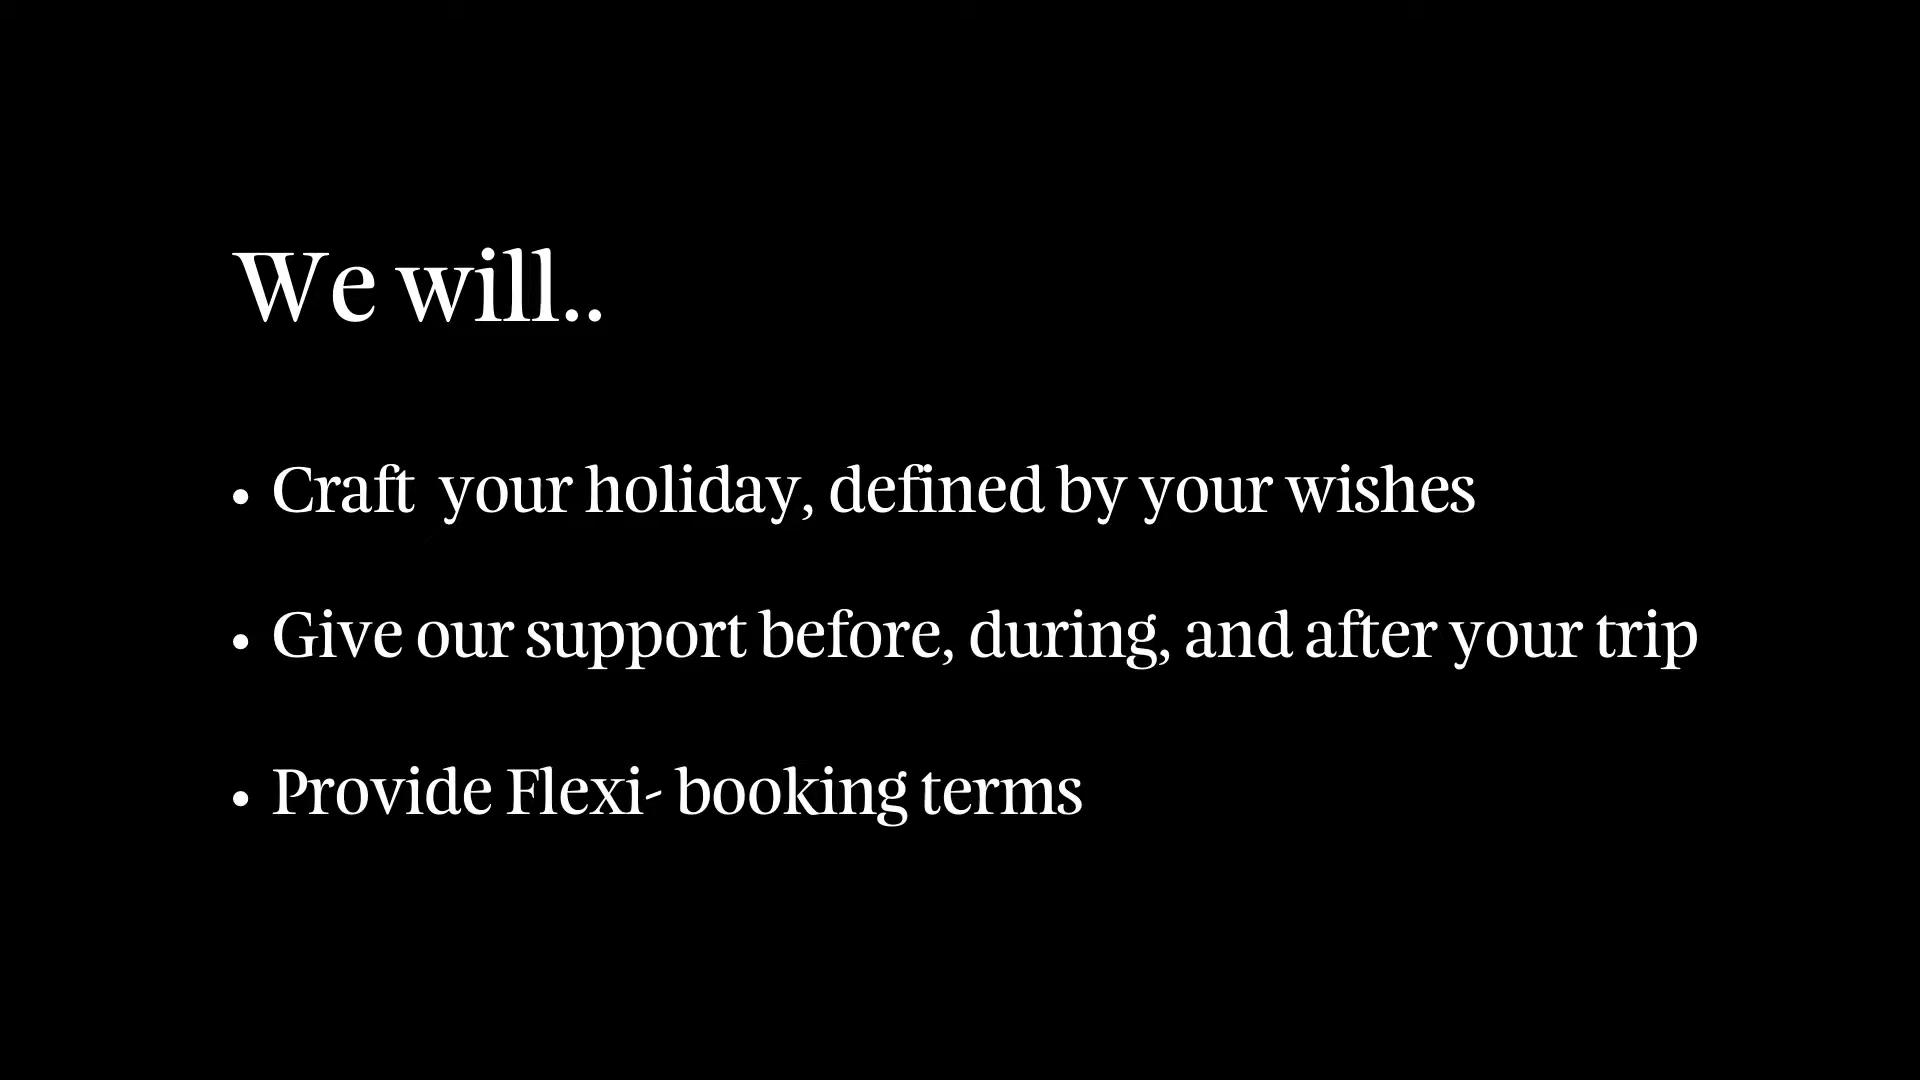 We will..
• Craft  your holiday, defined by your wishes
• Give our support before, during, and after your trip
• Provide Flexi- booking terms